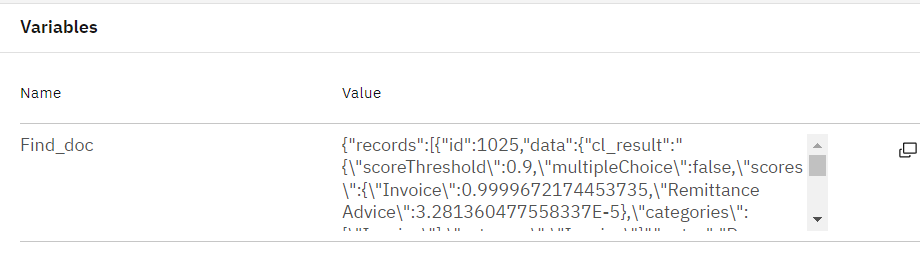 Variables
Name Value
Find_doc {"records":[{"id":1025,"data":{"cl_result":"
{\"scoreThreshold\":0.9,\"multipleChoice\":false,\"scores
\":{\"Invoice\":0.9999672174453735,\"Remittance
Advice\":3.281360477558337E-5},\"categories\":